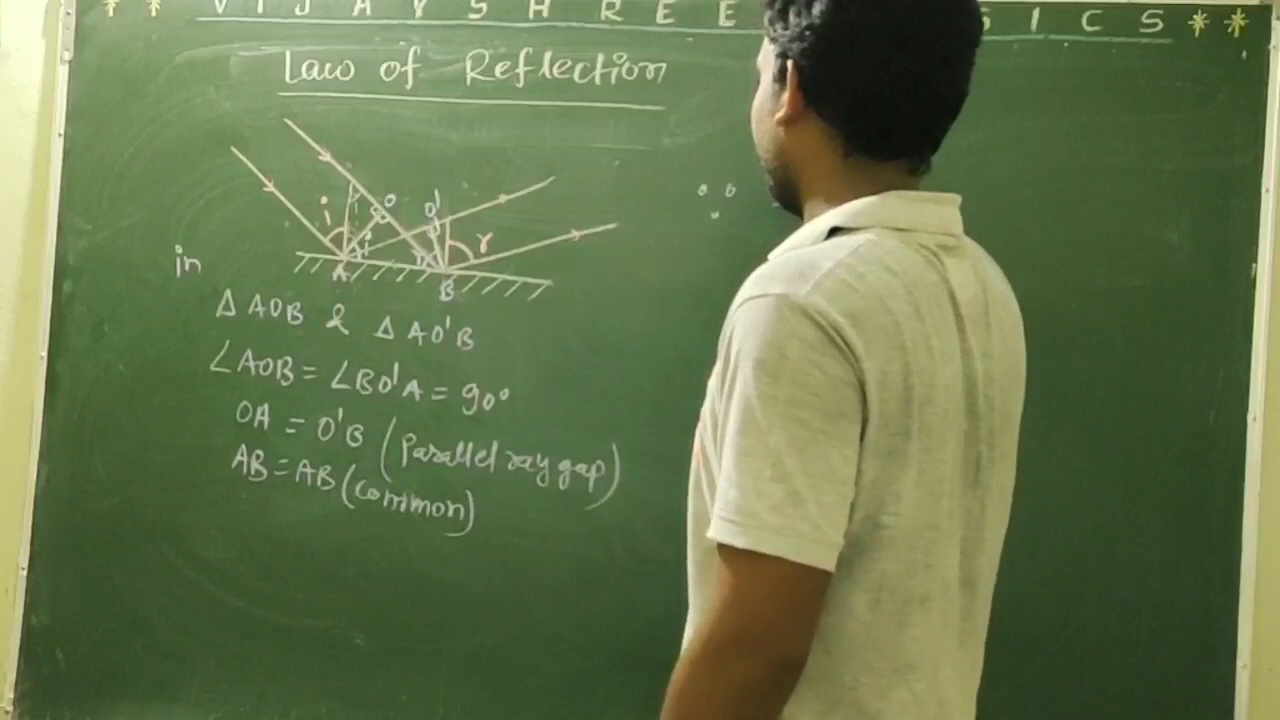 * * V I J A Y S H R E E S I C S * *
Law of Reflection
i i O O' r
i
A B
in
Δ AOB & Δ AO'B
∠AOB = ∠BO'A = 90°
OA = O'B (Parallel ray gap)
AB = AB (common)